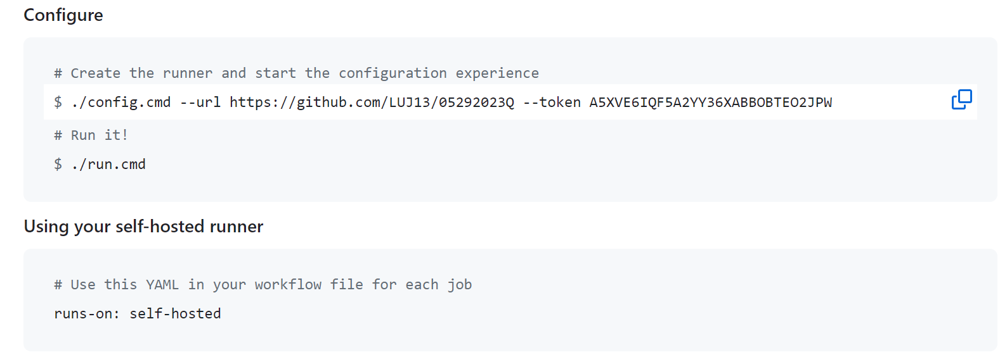 Configure
# Create the runner and start the configuration experience
$ ./config.cmd --url https://github.com/LUJ13/05292023Q --token A5XVE6IQF5A2YY36XABBOBTEO2JPW
# Run it!
$ ./run.cmd
Using your self-hosted runner
# Use this YAML in your workflow file for each job
runs-on: self-hosted